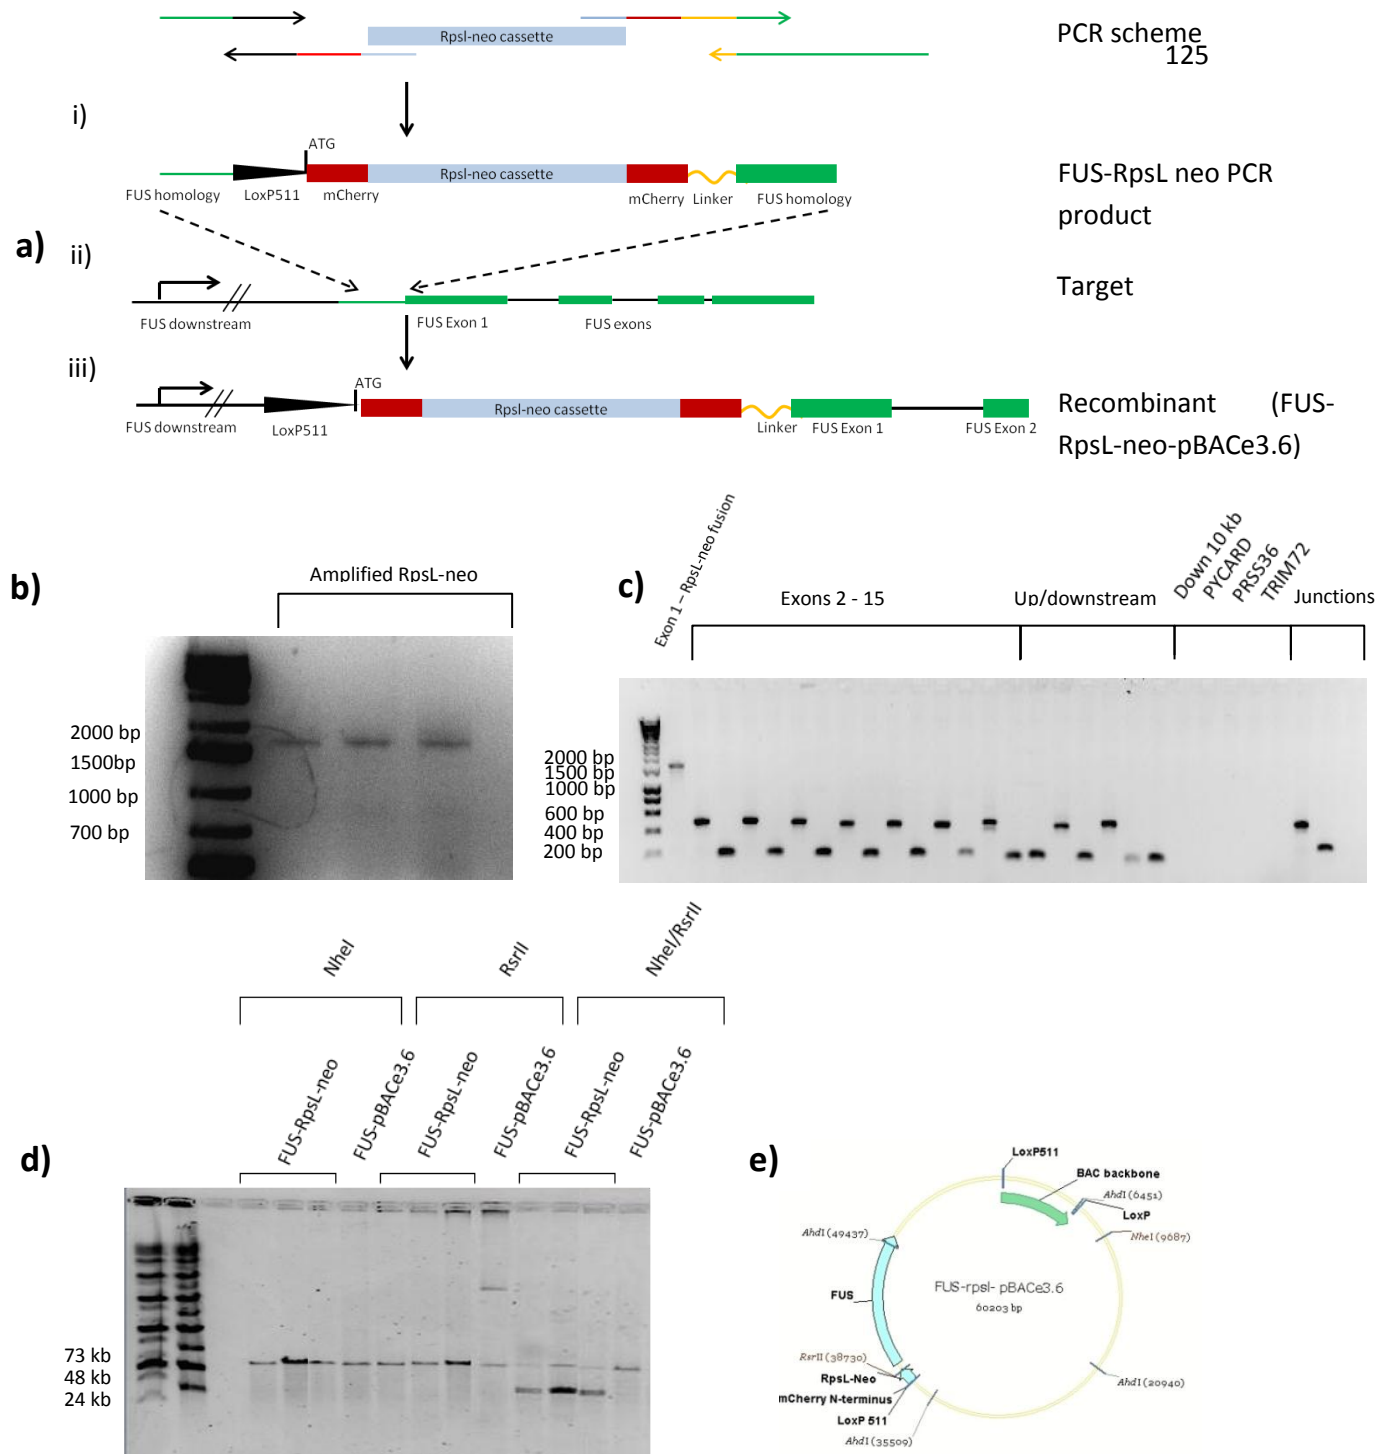 RpsI-neo cassette
PCR scheme
125
i)
ATG
RpsI-neo cassette
FUS homology
LoxP511
mCherry
mCherry
Linker
FUS homology
FUS-RpsL neo PCR
product
a)
ii)
FUS downstream
FUS Exon 1
FUS exons
Target
iii)
ATG
RpsI-neo cassette
FUS downstream
LoxP511
Linker
FUS Exon 1
FUS Exon 2
Recombinant (FUS-
RpsL-neo-pBACe3.6)
b)
Amplified RpsL-neo
2000 bp
1500bp
1000 bp
700 bp
c)
Exon 1 – RpsL-neo fusion
Exons 2 - 15
Up/downstream
Down 10 kb
PYCARD
PRSS36
TRIM72
Junctions
2000 bp
1500 bp
1000 bp
600 bp
400 bp
200 bp
NheI
RsrII
NheI/RsrII
FUS-RpsL-neo
FUS-pBACe3.6
FUS-RpsL-neo
FUS-pBACe3.6
FUS-RpsL-neo
FUS-pBACe3.6
d)
73 kb
48 kb
24 kb
e)
LoxP511
BAC backbone
AhdI (6451)
LoxP
NheI (9687)
AhdI (49437)
FUS-rpsl- pBACe3.6
60203 bp
FUS
RsrII (38730)
RpsL-Neo
mCherry N-terminus
LoxP 511
AhdI (35509)
AhdI (20940)